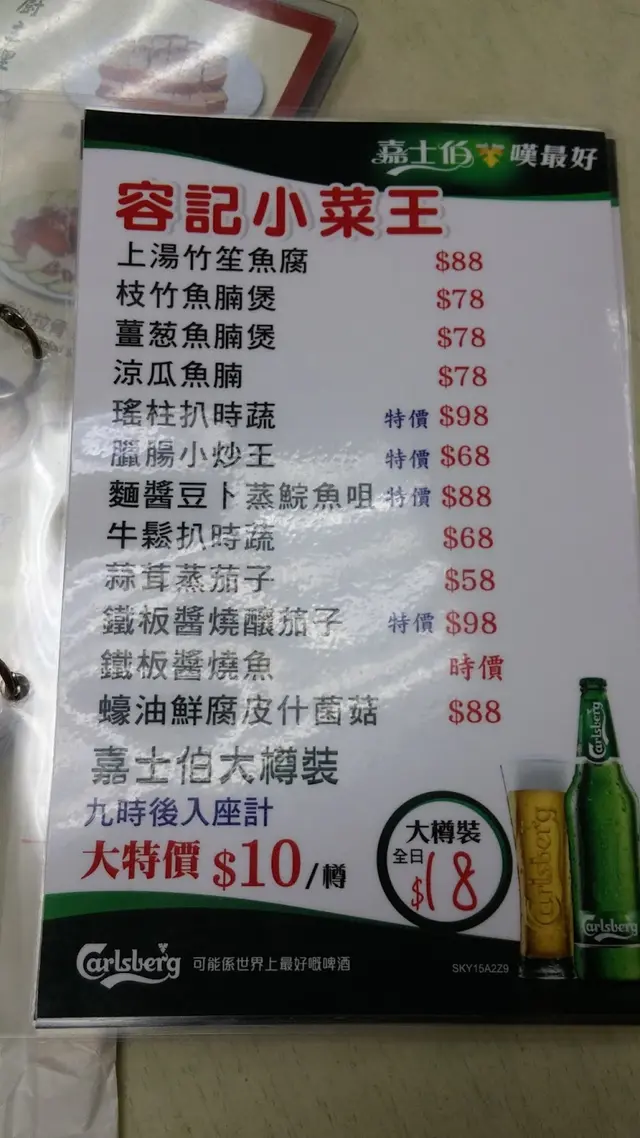 廚之選
嘉士伯 嘆最好
容記小菜王
上湯竹笙魚腐 $88
枝竹魚腩煲 $78
薑葱魚腩煲 $78
涼瓜魚腩 $78
瑤柱扒時蔬 特價 $98
臘腸小炒王 特價 $68
麵醬豆卜蒸鯇魚咀 特價 $88
牛鬆扒時蔬 $68
蒜茸蒸茄子 $58
鐵板醬燒釀茄子 特價 $98
鐵板醬燒魚 時價
蠔油鮮腐皮什菌菇 $88
嘉士伯大樽裝
九時後入座計
大特價 $10/樽
大樽裝
全日
$18
Carlsberg
Carlsberg
Carlsberg
Carlsberg 可能係世界上最好嘅啤酒
SKY15A2Z9